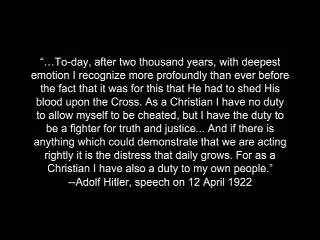 “…To-day, after two thousand years, with deepest
emotion I recognize more profoundly than ever before
the fact that it was for this that He had to shed His
blood upon the Cross. As a Christian I have no duty
to allow myself to be cheated, but I have the duty to
be a fighter for truth and justice... And if there is
anything which could demonstrate that we are acting
rightly it is the distress that daily grows. For as a
Christian I have also a duty to my own people.”
--Adolf Hitler, speech on 12 April 1922